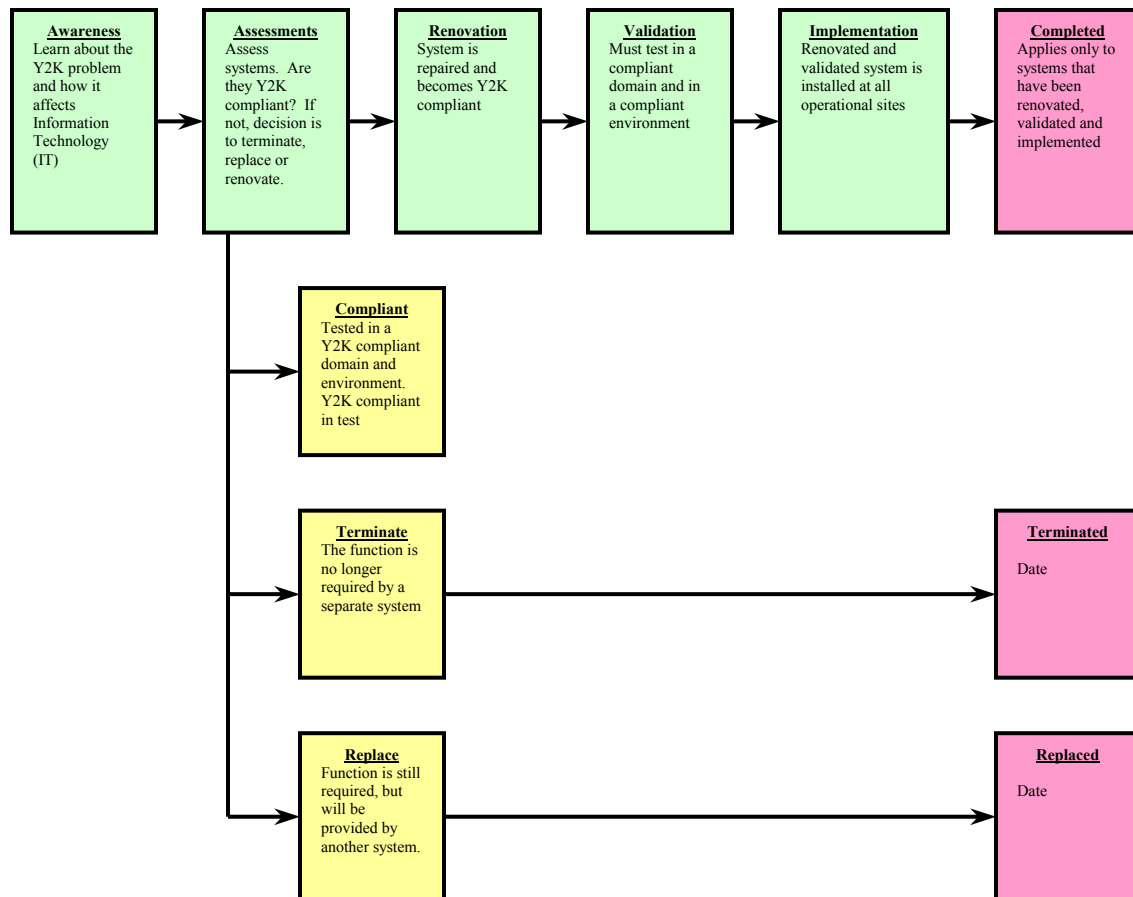 Awareness
Learn about the
Y2K problem
and how it
affects
Information
Technology
(IT)
Assessments
Assess
systems.  Are
they Y2K
compliant?  If
not, decision is
to terminate,
replace or
renovate.
Renovation
System is
repaired and
becomes Y2K
compliant
Validation
Must test in a
compliant
domain and in
a compliant
environment
Implementation
Renovated and
validated system is
installed at all
operational sites
Completed
Applies only to
systems that
have been
renovated,
validated and
implemented
Compliant
Tested in a
Y2K compliant
domain and
environment.
Y2K compliant
in test
Terminate
The function is
no longer
required by a
separate system
Terminated
Date
Replace
Function is still
required, but
will be
provided by
another system.
Replaced
Date